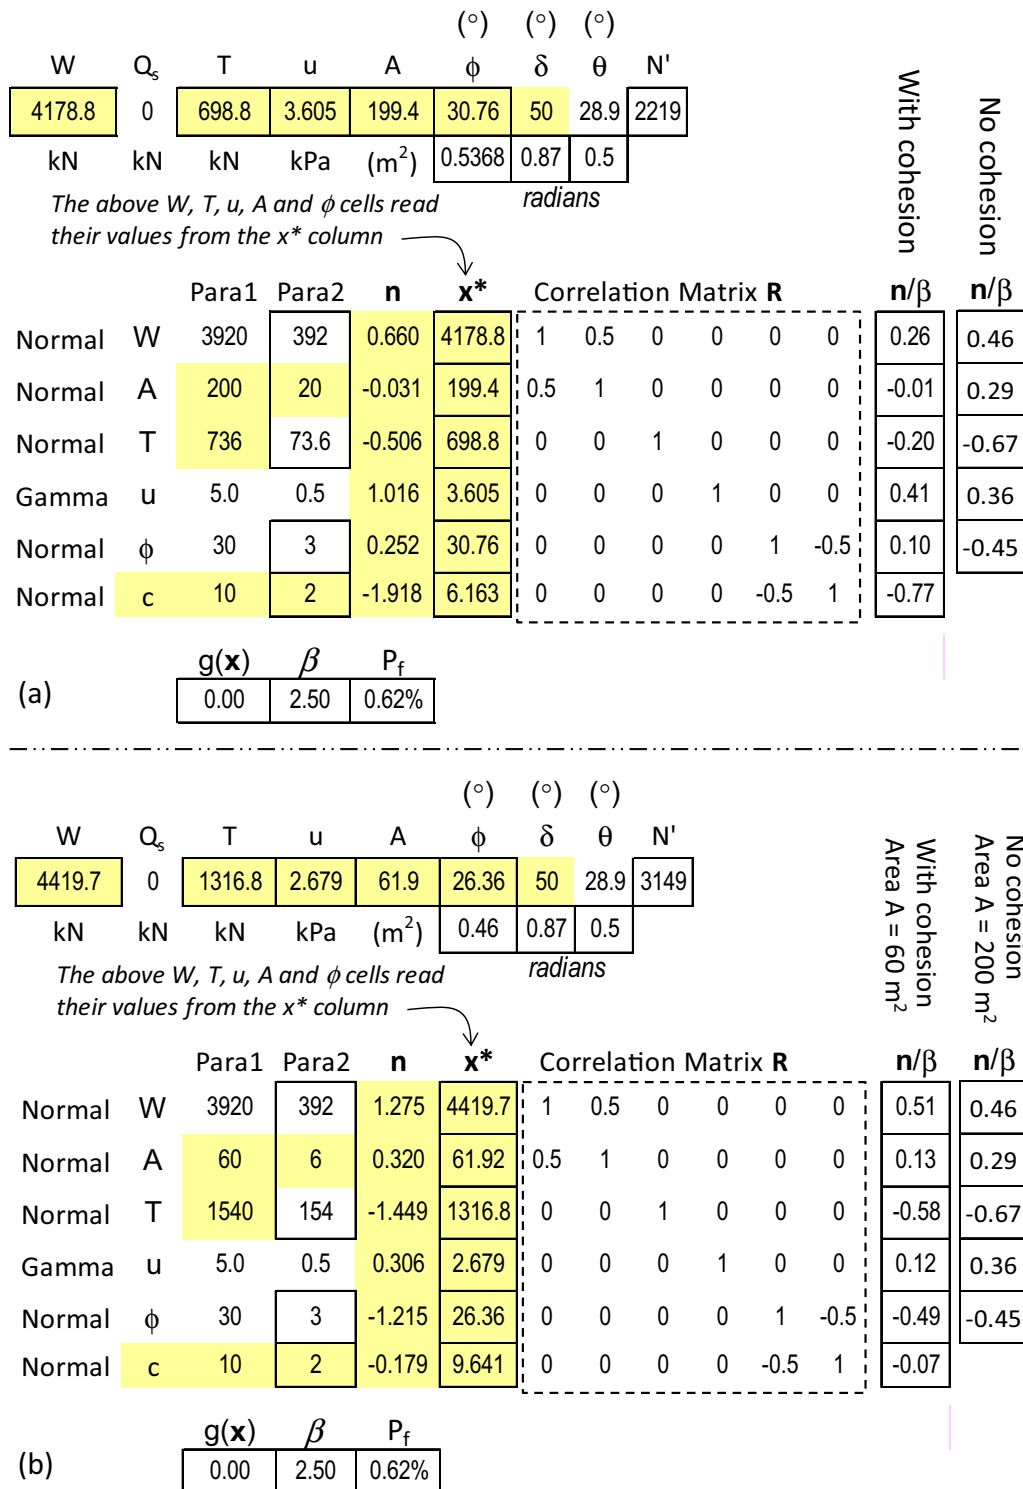 (°) (°) (°)
W Qs T u A ϕ δ θ N'
4178.8 0 698.8 3.605 199.4 30.76 50 28.9 2219
kN kN kN kPa (m²) 0.5368 0.87 0.5
radians
The above W, T, u, A and ϕ cells read
their values from the x* column
With cohesion
No cohesion
Para1 Para2 n x* Correlation Matrix R n/β n/β
Normal W 3920 392 0.660 4178.8 1 0.5 0 0 0 0 0.26 0.46
Normal A 200 20 -0.031 199.4 0.5 1 0 0 0 0 -0.01 0.29
Normal T 736 73.6 -0.506 698.8 0 0 1 0 0 0 -0.20 -0.67
Gamma u 5.0 0.5 1.016 3.605 0 0 0 1 0 0 0.41 0.36
Normal ϕ 30 3 0.252 30.76 0 0 0 0 1 -0.5 0.10 -0.45
Normal c 10 2 -1.918 6.163 0 0 0 0 -0.5 1 -0.77
g(x) β Pf
(a) 0.00 2.50 0.62%
(°) (°) (°)
W Qs T u A ϕ δ θ N'
4419.7 0 1316.8 2.679 61.9 26.36 50 28.9 3149
kN kN kN kPa (m²) 0.46 0.87 0.5
radians
The above W, T, u, A and ϕ cells read
their values from the x* column
With cohesion
Area A = 60 m²
No cohesion
Area A = 200 m²
Para1 Para2 n x* Correlation Matrix R n/β n/β
Normal W 3920 392 1.275 4419.7 1 0.5 0 0 0 0 0.51 0.46
Normal A 60 6 0.320 61.92 0.5 1 0 0 0 0 0.13 0.29
Normal T 1540 154 -1.449 1316.8 0 0 1 0 0 0 -0.58 -0.67
Gamma u 5.0 0.5 0.306 2.679 0 0 0 1 0 0 0.12 0.36
Normal ϕ 30 3 -1.215 26.36 0 0 0 0 1 -0.5 -0.49 -0.45
Normal c 10 2 -0.179 9.641 0 0 0 0 -0.5 1 -0.07
g(x) β Pf
(b) 0.00 2.50 0.62%